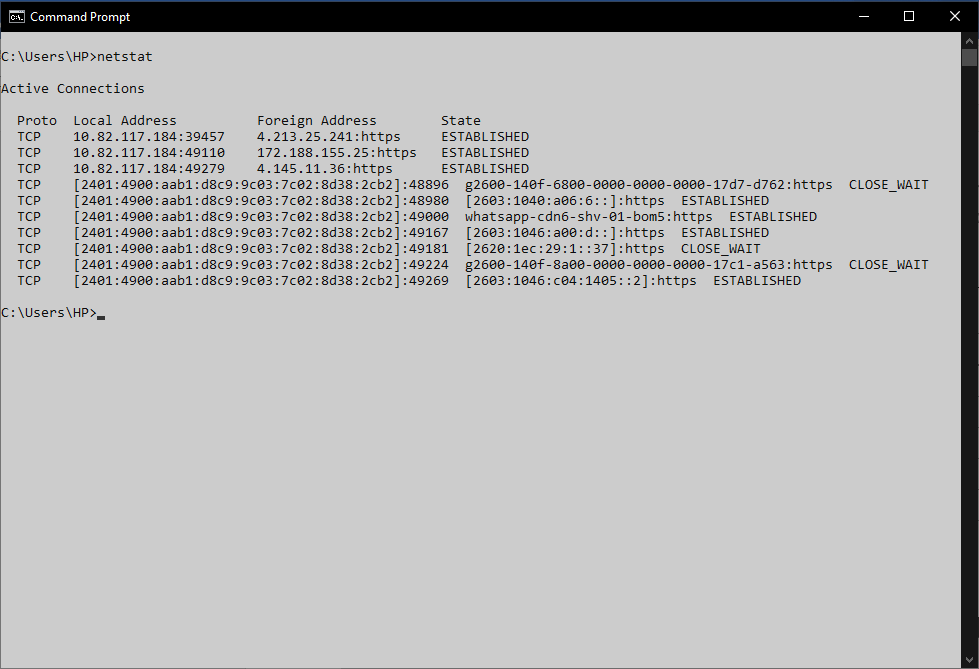 Command Prompt
C:\Users\HP>netstat
Active Connections
  Proto  Local Address          Foreign Address        State
  TCP    10.82.117.184:39457    4.213.25.241:https     ESTABLISHED
  TCP    10.82.117.184:49110    172.188.155.25:https   ESTABLISHED
  TCP    10.82.117.184:49279    4.145.11.36:https      ESTABLISHED
  TCP    [2401:4900:aab1:d8c9:9c03:7c02:8d38:2cb2]:48896  g2600-140f-6800-0000-0000-0000-17d7-d762:https  CLOSE_WAIT
  TCP    [2401:4900:aab1:d8c9:9c03:7c02:8d38:2cb2]:48980  [2603:1040:a06:6::]:https  ESTABLISHED
  TCP    [2401:4900:aab1:d8c9:9c03:7c02:8d38:2cb2]:49000  whatsapp-cdn6-shv-01-bom5:https  ESTABLISHED
  TCP    [2401:4900:aab1:d8c9:9c03:7c02:8d38:2cb2]:49167  [2603:1046:a00:d::]:https  ESTABLISHED
  TCP    [2401:4900:aab1:d8c9:9c03:7c02:8d38:2cb2]:49181  [2620:1ec:29:1::37]:https  CLOSE_WAIT
  TCP    [2401:4900:aab1:d8c9:9c03:7c02:8d38:2cb2]:49224  g2600-140f-8a00-0000-0000-0000-17c1-a563:https  CLOSE_WAIT
  TCP    [2401:4900:aab1:d8c9:9c03:7c02:8d38:2cb2]:49269  [2603:1046:c04:1405::2]:https  ESTABLISHED
C:\Users\HP>